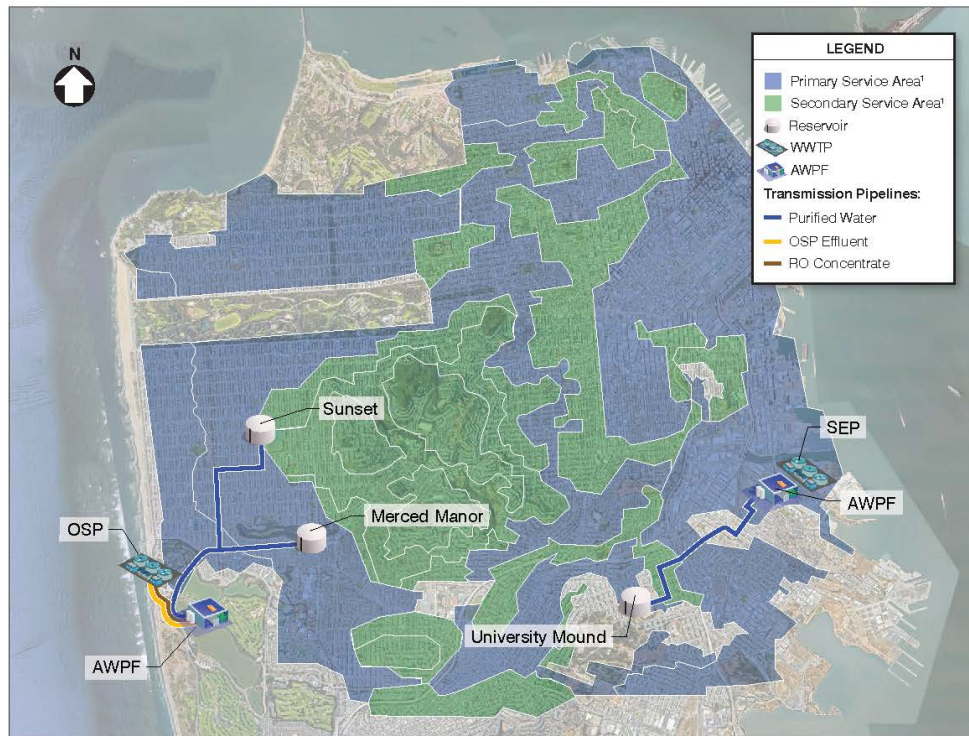 N
LEGEND
Primary Service Area¹
Secondary Service Area¹
Reservoir
WWTP
AWPF
Transmission Pipelines:
Purified Water
OSP Effluent
RO Concentrate
Sunset
SEP
AWPF
Merced Manor
OSP
University Mound
AWPF